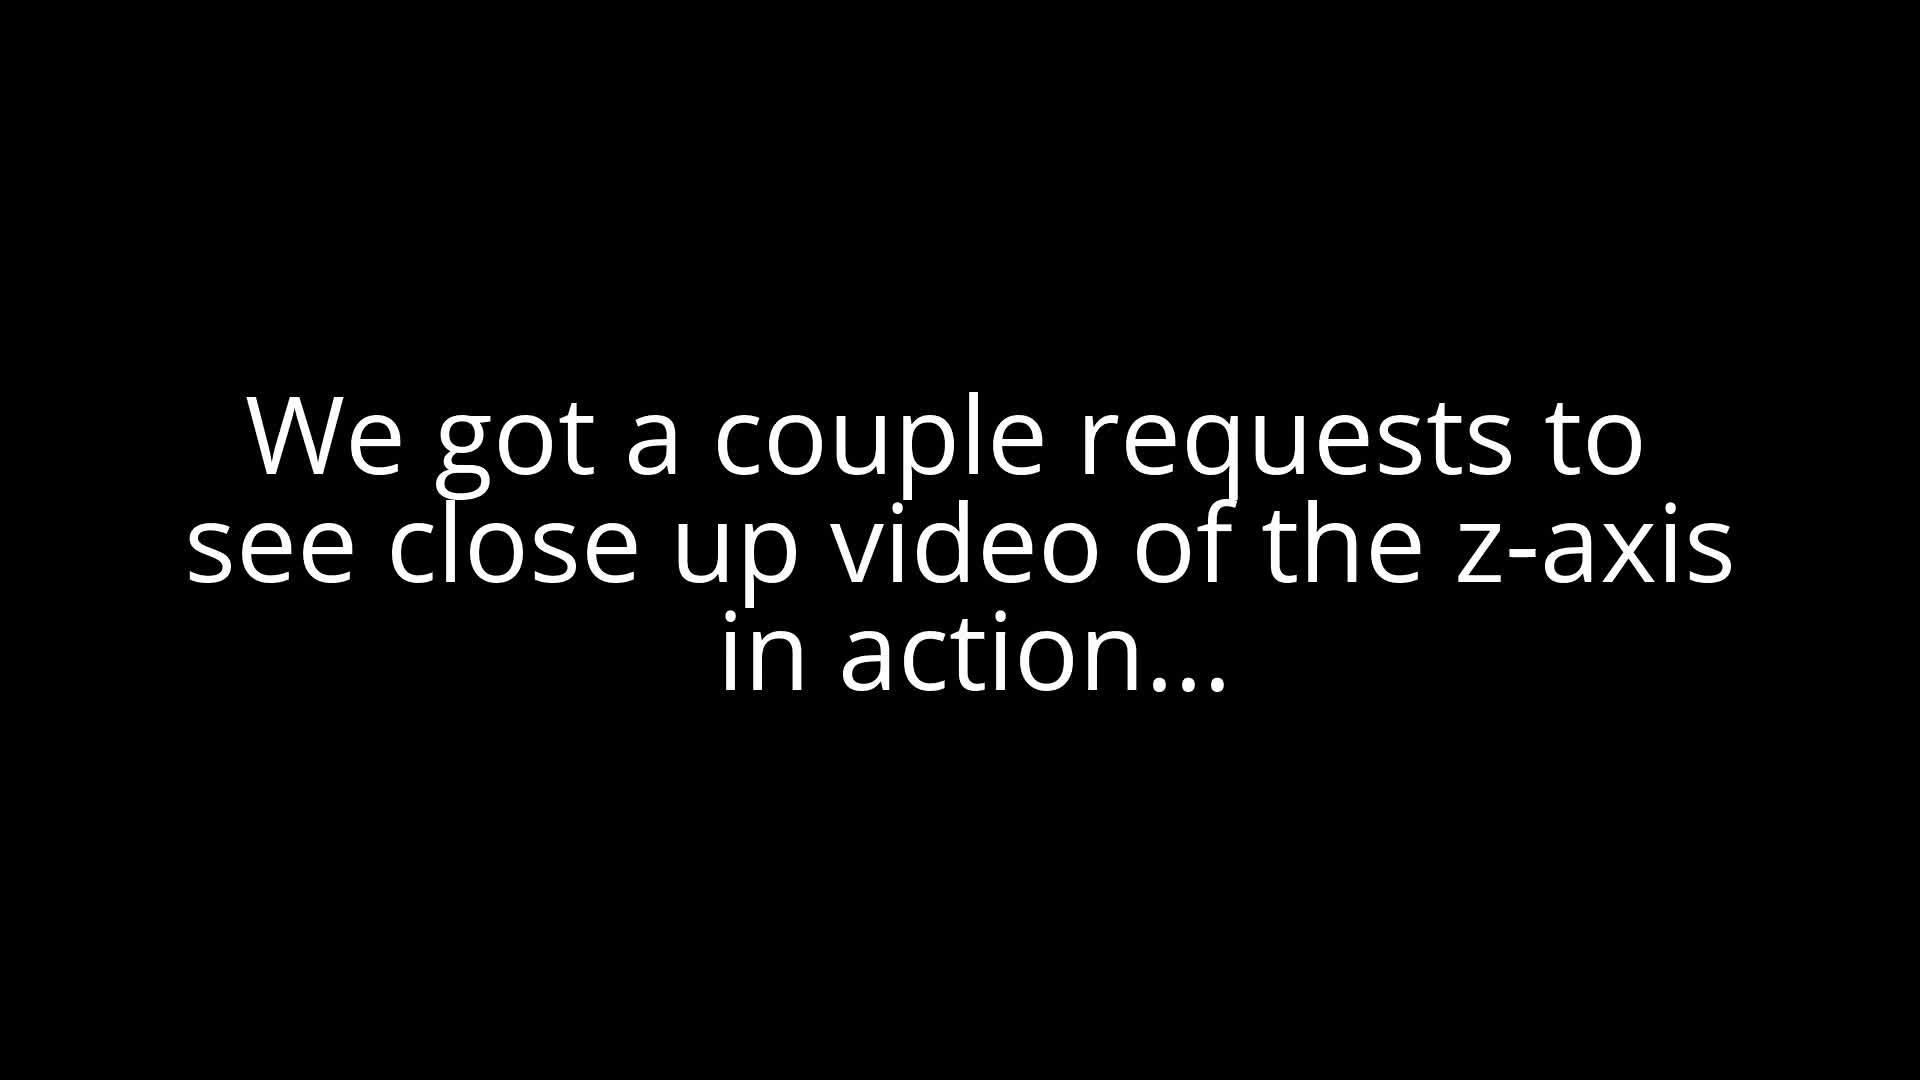 We got a couple requests to
see close up video of the z-axis
in action...